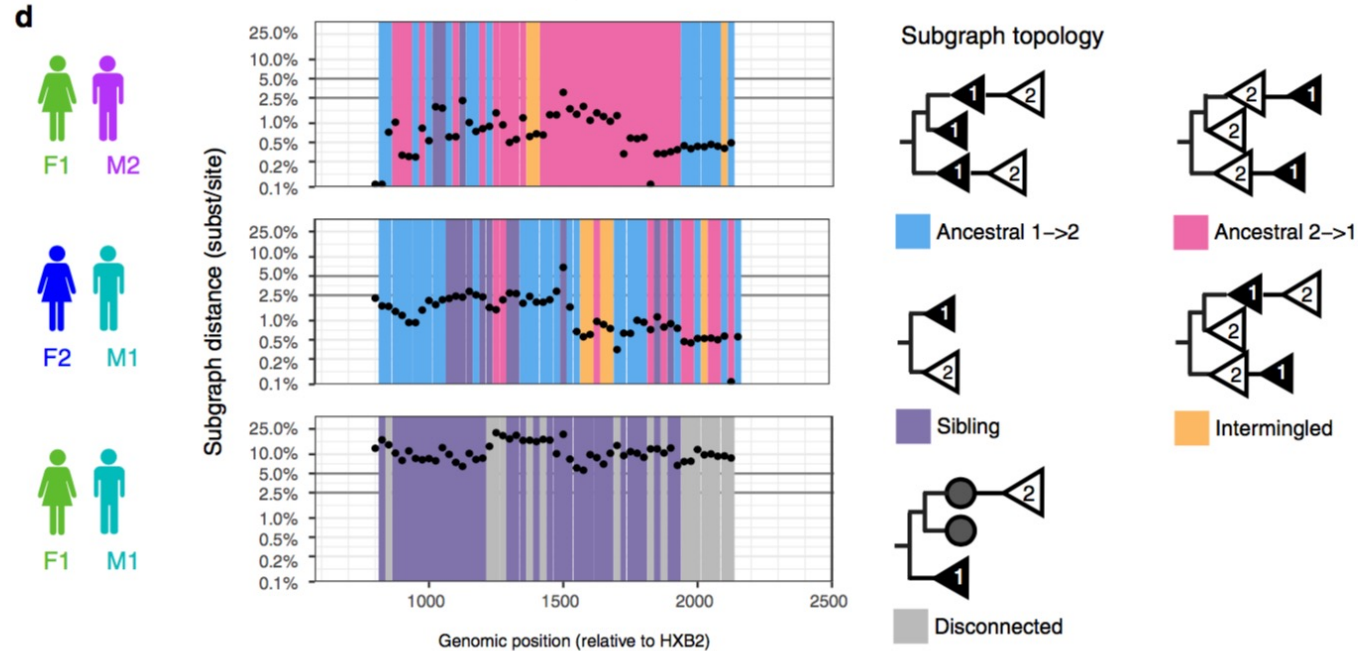 d
F1 M2
F2 M1
F1 M1
Subgraph distance (subst/site)
25.0%
10.0%
5.0%
2.5%
1.0%
0.5%
0.2%
0.1%
25.0%
10.0%
5.0%
2.5%
1.0%
0.5%
0.2%
0.1%
25.0%
10.0%
5.0%
2.5%
1.0%
0.5%
0.2%
0.1%
1000 1500 2000 2500
Genomic position (relative to HXB2)
Subgraph topology
1 2
1
1 2
Ancestral 1->2
2 1
2
2 1
Ancestral 2->1
1
2
Sibling
1 2
2
2 1
Intermingled
2
1
Disconnected